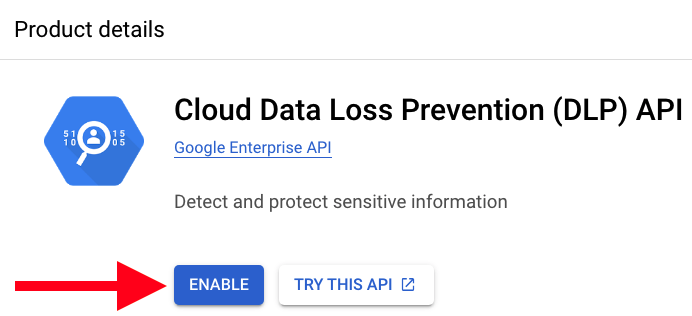 Product details
Cloud Data Loss Prevention (DLP) API
51 15
10 05
Google Enterprise API
Detect and protect sensitive information
ENABLE TRY THIS API